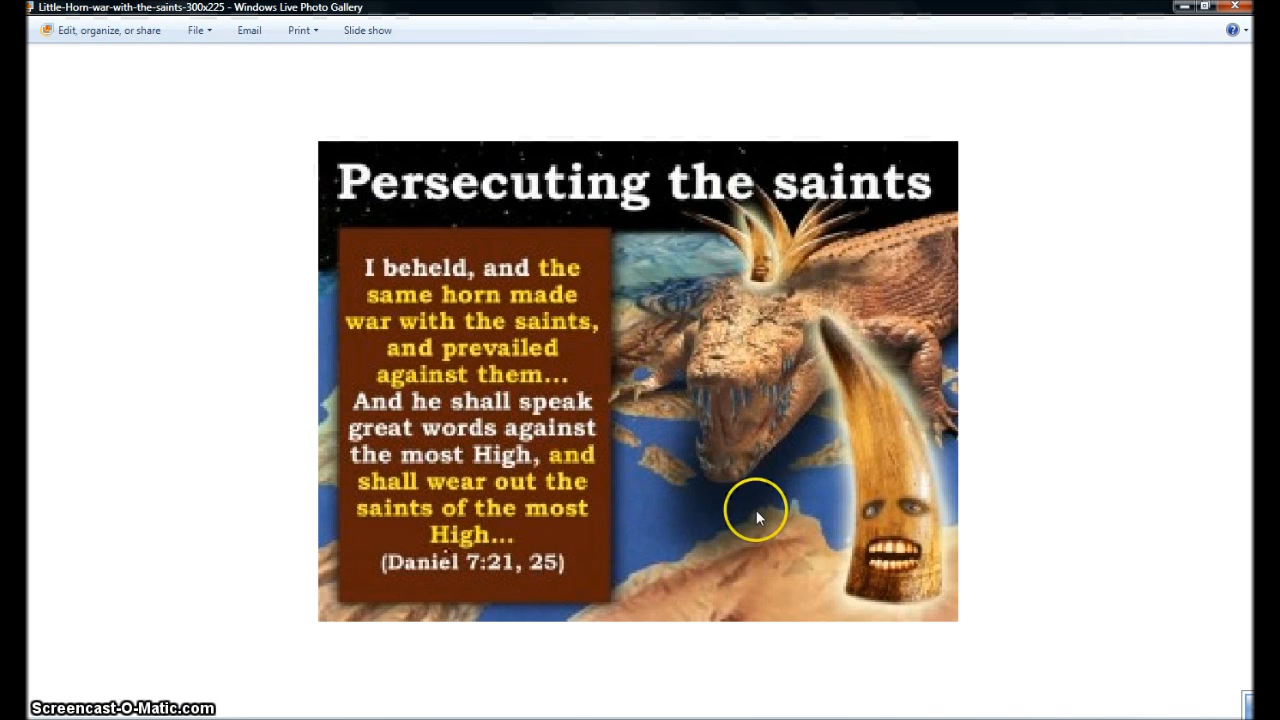 Little-Horn-war-with-the-saints-300x225 - Windows Live Photo Gallery
Edit, organize, or share File Email Print Slide show
Persecuting the saints
I beheld, and the
same horn made
war with the saints,
and prevailed
against them...
And he shall speak
great words against
the most High, and
shall wear out the
saints of the most
High...
(Daniel 7:21, 25)
Screencast-O-Matic.com